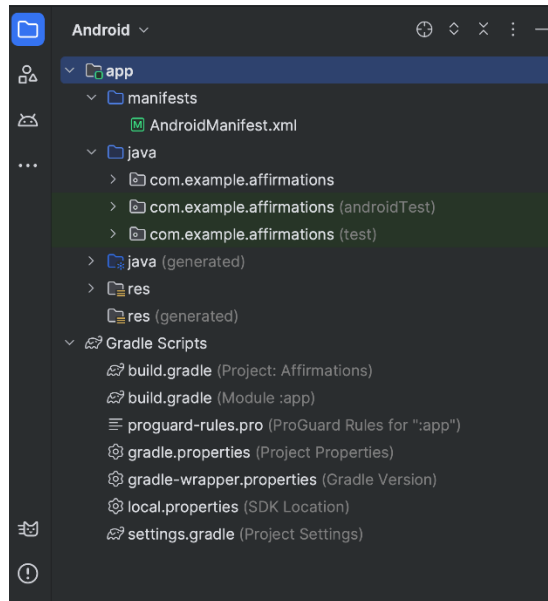 Android
app
manifests
AndroidManifest.xml
java
com.example.affirmations
com.example.affirmations (androidTest)
com.example.affirmations (test)
java (generated)
res
res (generated)
Gradle Scripts
build.gradle (Project: Affirmations)
build.gradle (Module :app)
proguard-rules.pro (ProGuard Rules for ":app")
gradle.properties (Project Properties)
gradle-wrapper.properties (Gradle Version)
local.properties (SDK Location)
settings.gradle (Project Settings)